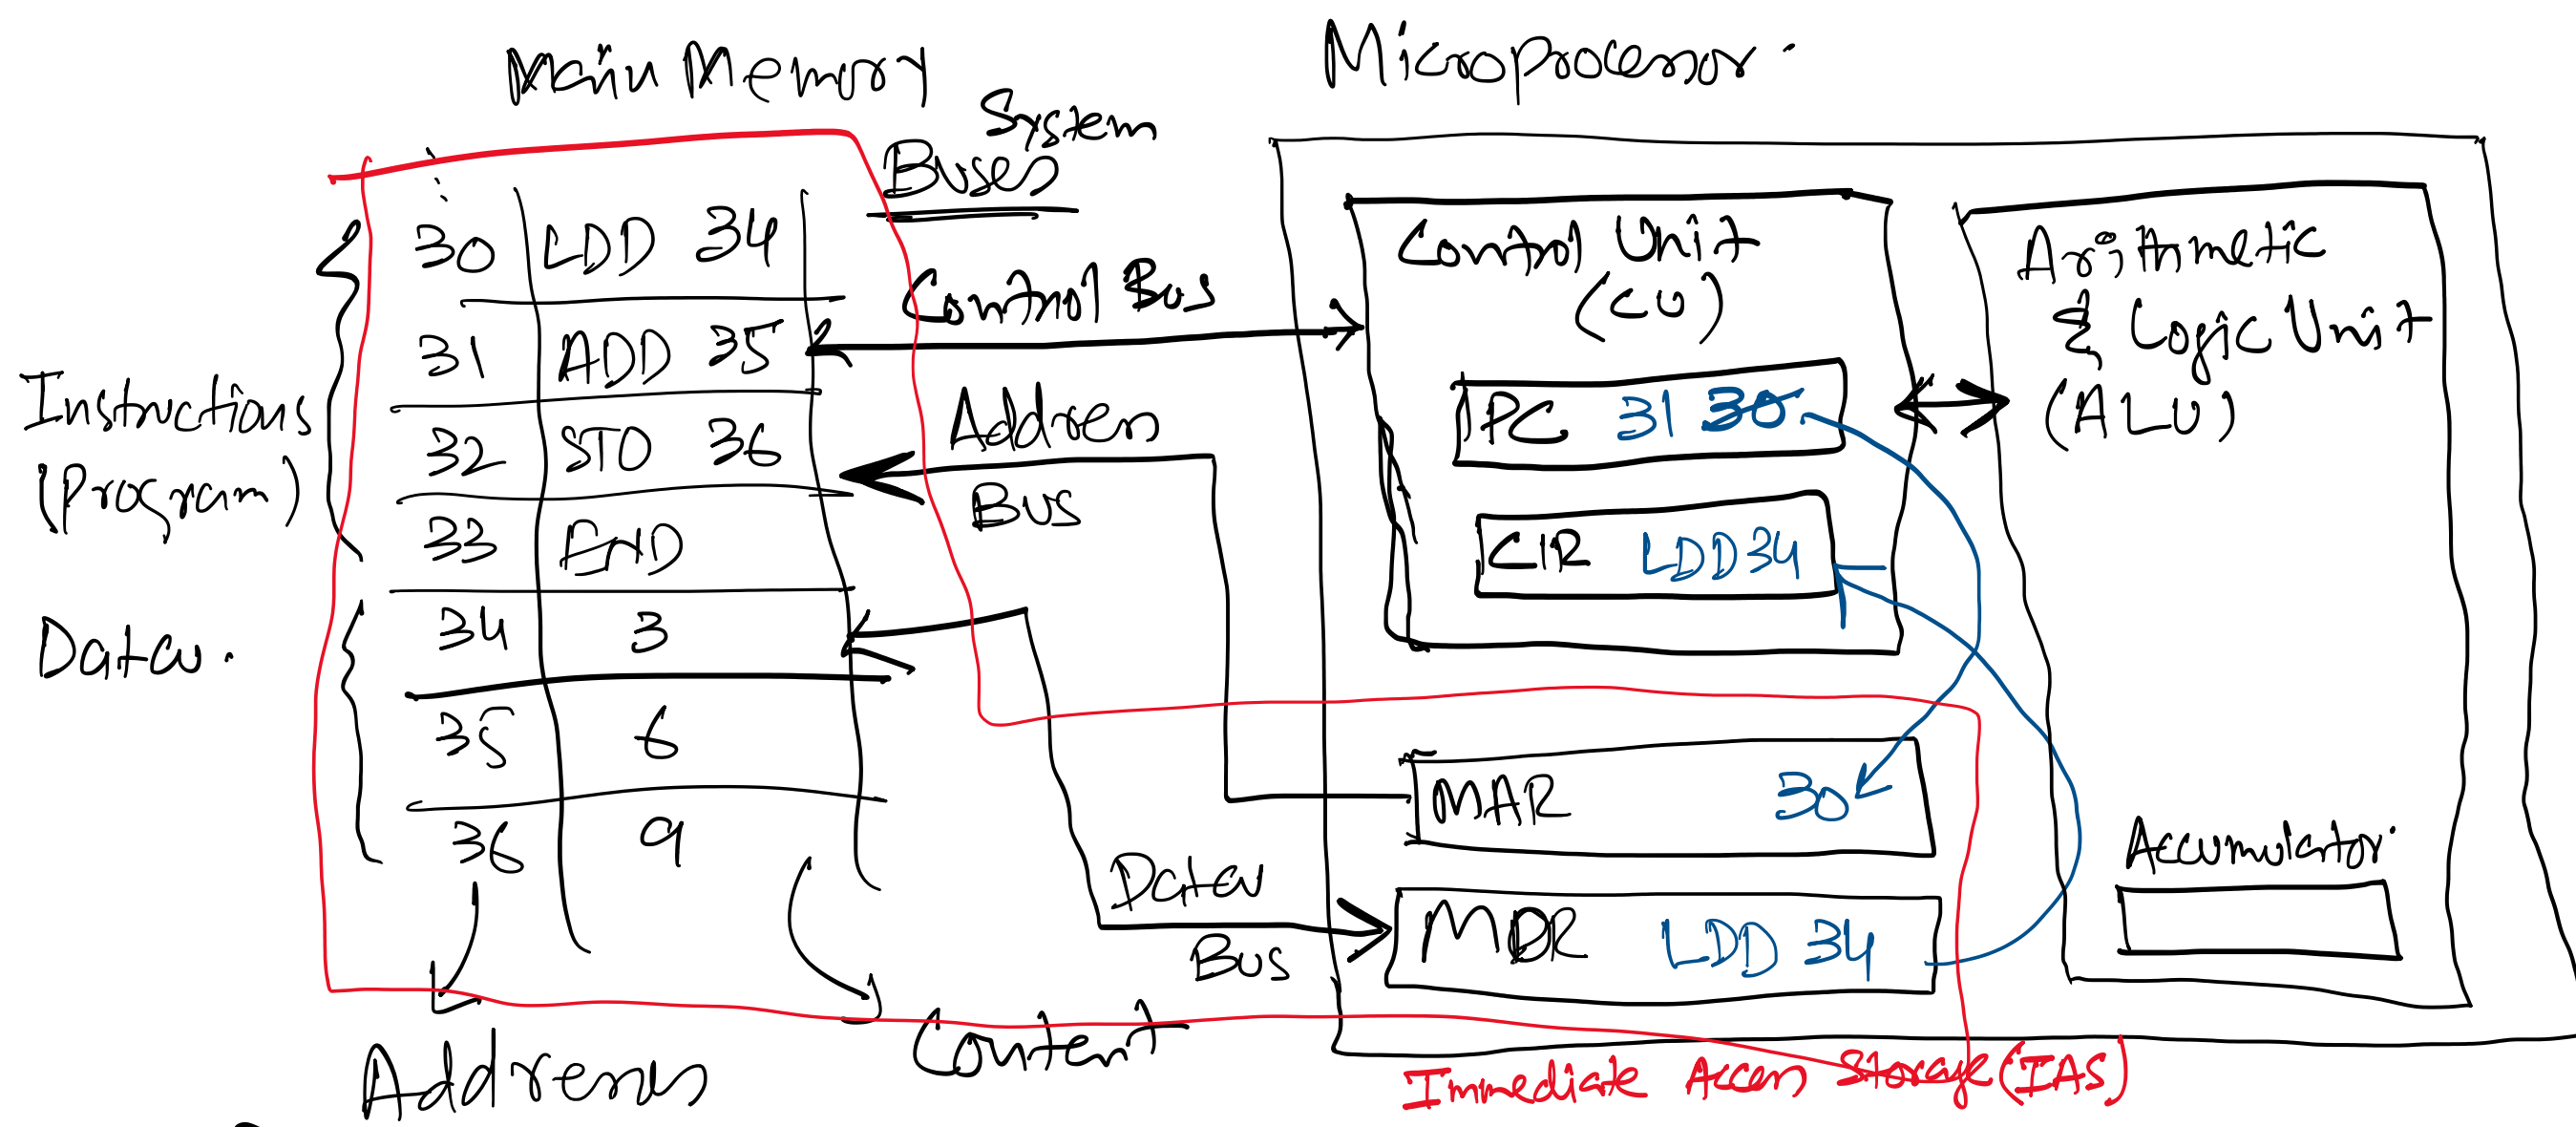 Main Memory
System
Buses
Microprocessor.
30 LDD 34
31 ADD 35
32 STO 36
33 END
34 3
35 6
36 9
Instructions
(Program)
Data.
Addresses
Content
Control Bus
Address
Bus
Data
Bus
Control Unit
(CU)
PC 31 30
CIR LDD 34
MAR 30
MDR LDD 34
Arithmetic
& Logic Unit
(ALU)
Accumulator
Immediate Access Storage (IAS)